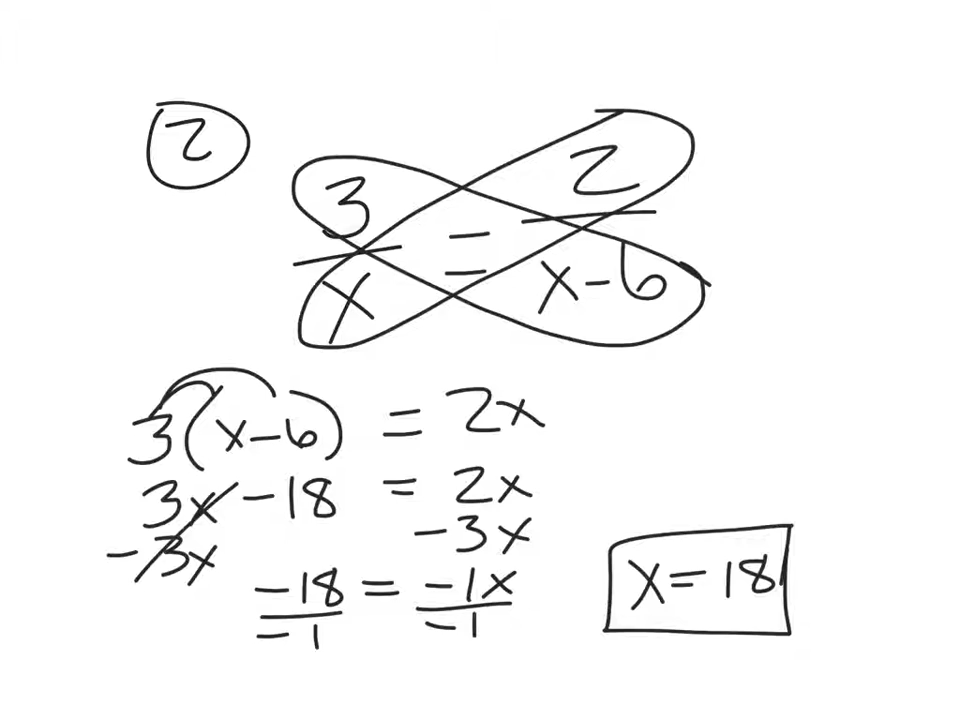 ②
3/x = 2/(x-6)
3(x-6) = 2x
3x - 18 = 2x
-3x -3x
-18/-1 = -1x/-1
x = 18